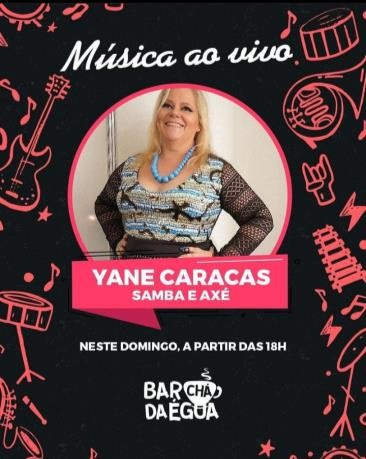 Música ao vivo
YANE CARACAS
SAMBA E AXÉ
NESTE DOMINGO, A PARTIR DAS 18H
BAR CHÁ
DA ÉGUA